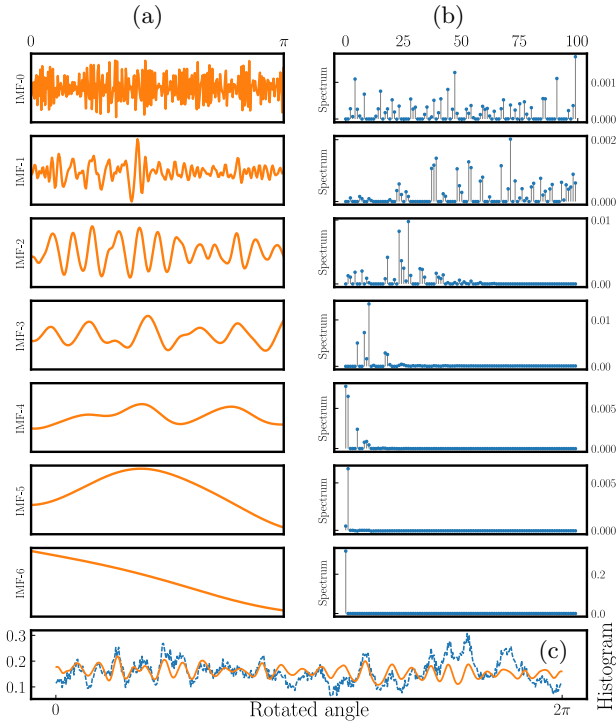 (a)
(b)
0
π
0
25
50
75
100
IMF-0
Spectrum
0.001
0.000
IMF-1
Spectrum
0.002
0.000
IMF-2
Spectrum
0.01
0.00
IMF-3
Spectrum
0.01
0.00
IMF-4
Spectrum
0.005
0.000
IMF-5
Spectrum
0.005
0.000
IMF-6
Spectrum
0.2
0.0
0.3
0.2
0.1
(c)
Histogram
0
Rotated angle
2π